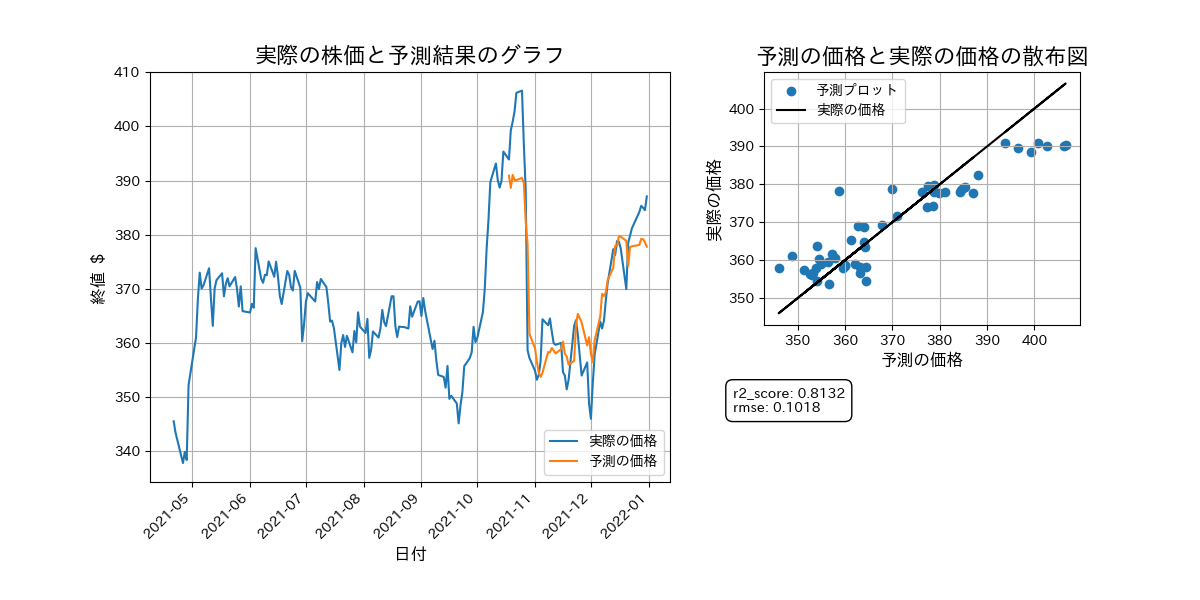 実際の株価と予測結果のグラフ
終値 $
410
400
390
380
370
360
350
340
2021-05
2021-06
2021-07
2021-08
2021-09
2021-10
2021-11
2021-12
2022-01
日付
実際の価格
予測の価格
予測の価格と実際の価格の散布図
実際の価格
400
390
380
370
360
350
350
360
370
380
390
400
予測の価格
予測プロット
実際の価格
r2_score: 0.8132
rmse: 0.1018